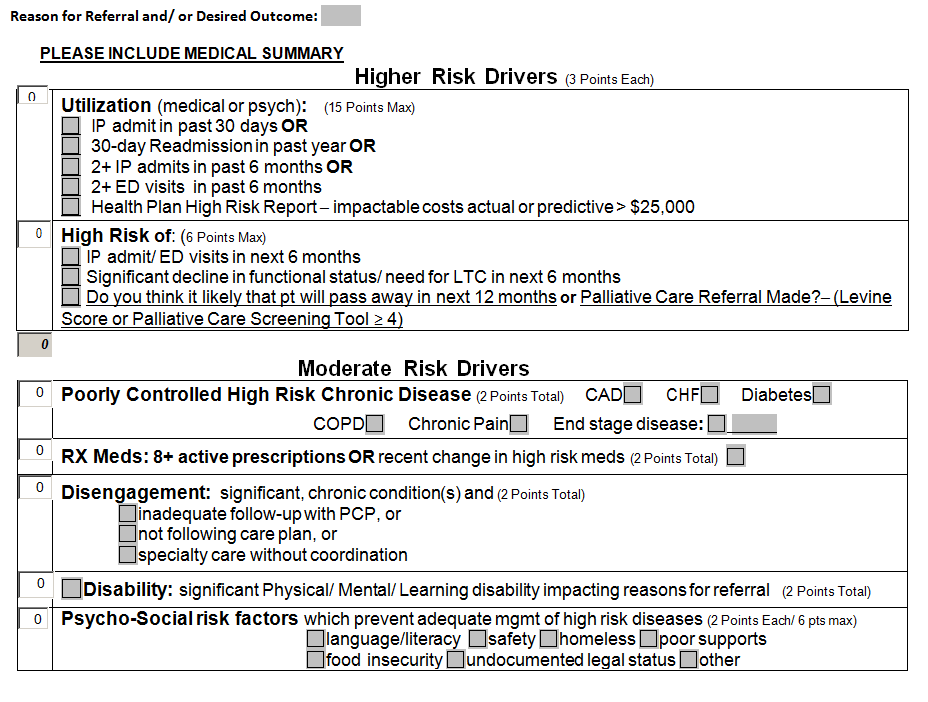 Reason for Referral and/ or Desired Outcome:
PLEASE INCLUDE MEDICAL SUMMARY
Higher Risk Drivers (3 Points Each)
0 Utilization (medical or psych): (15 Points Max)
IP admit in past 30 days OR
30-day Readmission in past year OR
2+ IP admits in past 6 months OR
2+ ED visits in past 6 months
Health Plan High Risk Report – impactable costs actual or predictive > $25,000
0 High Risk of: (6 Points Max)
IP admit/ ED visits in next 6 months
Significant decline in functional status/ need for LTC in next 6 months
Do you think it likely that pt will pass away in next 12 months or Palliative Care Referral Made?– (Levine
Score or Palliative Care Screening Tool ≥ 4)
0
Moderate Risk Drivers
0 Poorly Controlled High Risk Chronic Disease (2 Points Total) CAD CHF Diabetes
COPD Chronic Pain End stage disease:
0 RX Meds: 8+ active prescriptions OR recent change in high risk meds (2 Points Total)
0 Disengagement: significant, chronic condition(s) and (2 Points Total)
inadequate follow-up with PCP, or
not following care plan, or
specialty care without coordination
0 Disability: significant Physical/ Mental/ Learning disability impacting reasons for referral (2 Points Total)
0 Psycho-Social risk factors which prevent adequate mgmt of high risk diseases (2 Points Each/ 6 pts max)
language/literacy safety homeless poor supports
food insecurity undocumented legal status other